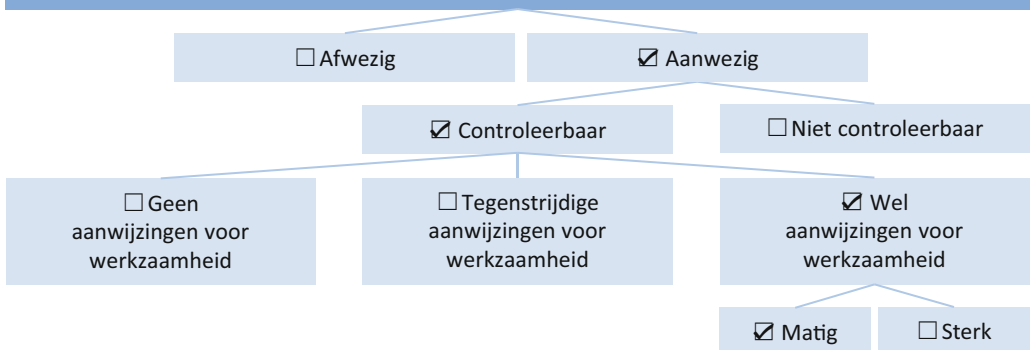 ☐ Afwezig
☑ Aanwezig
☑ Controleerbaar
☐ Niet controleerbaar
☐ Geen
aanwijzingen voor
werkzaamheid
☐ Tegenstrijdige
aanwijzingen voor
werkzaamheid
☑ Wel
aanwijzingen voor
werkzaamheid
☑ Matig
☐ Sterk